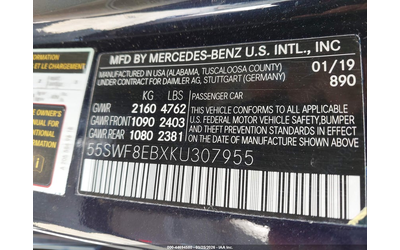 MFD BY MERCEDES-BENZ U.S. INTL., INC
MADE IN USA (ALABAMA, TUSCALOOSA COUNTY) 01/19
UNDER CONTRACT FOR DAIMLER AG, STUTTGART (GERMANY) 890
KG LBS PASSENGER CAR
GVWR 2160 4762 THIS VEHICLE CONFORMS TO ALL APPLICABLE
GAWR FRONT 1090 2403 U.S. FEDERAL MOTOR VEHICLE SAFETY, BUMPER
GAWR REAR 1080 2381 AND THEFT PREVENTION STANDARDS IN EFFECT
ON THE DATE OF MANUFACTURE SHOWN ABOVE.
55SWF8EBXKU307955